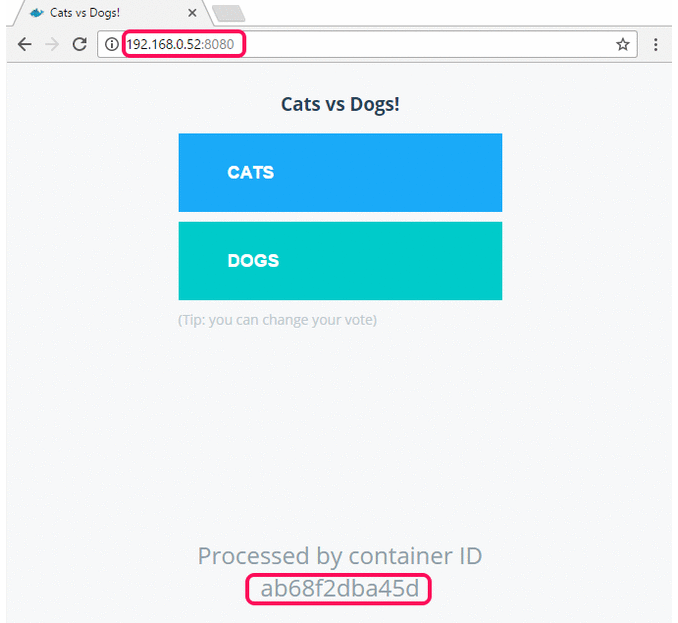 Cats vs Dogs!
192.168.0.52:8080
Cats vs Dogs!
CATS
DOGS
(Tip: you can change your vote)
Processed by container ID
ab68f2dba45d